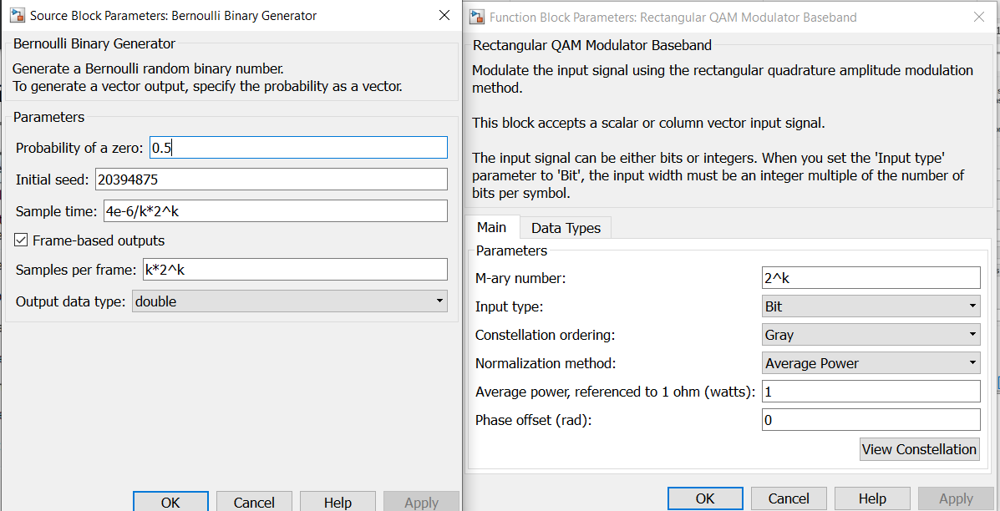 Source Block Parameters: Bernoulli Binary Generator
Bernoulli Binary Generator
Generate a Bernoulli random binary number.
To generate a vector output, specify the probability as a vector.
Parameters
Probability of a zero: 0.5
Initial seed: 20394875
Sample time: 4e-6/k*2^k
Frame-based outputs
Samples per frame: k*2^k
Output data type: double
OK Cancel Help Apply
Function Block Parameters: Rectangular QAM Modulator Baseband
Rectangular QAM Modulator Baseband
Modulate the input signal using the rectangular quadrature amplitude modulation
method.
This block accepts a scalar or column vector input signal.
The input signal can be either bits or integers. When you set the 'Input type'
parameter to 'Bit', the input width must be an integer multiple of the number of
bits per symbol.
Main Data Types
Parameters
M-ary number: 2^k
Input type: Bit
Constellation ordering: Gray
Normalization method: Average Power
Average power, referenced to 1 ohm (watts): 1
Phase offset (rad): 0
View Constellation
OK Cancel Help Apply